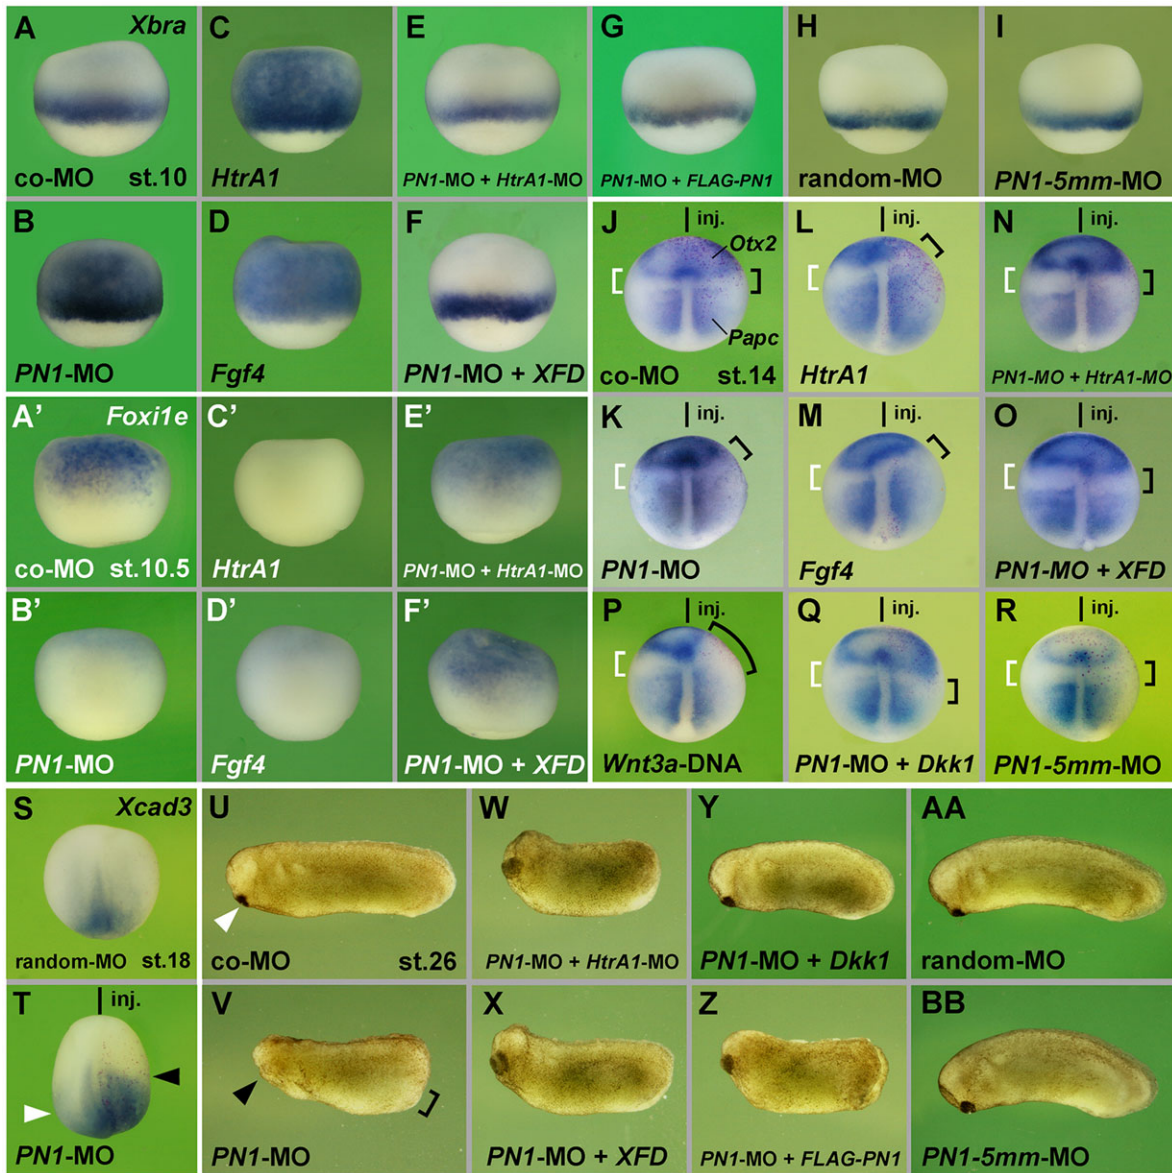 A Xbra
co-MO st.10
C
HtrA1
E
PN1-MO + HtrA1-MO
G
PN1-MO + FLAG-PN1
H
random-MO
I
PN1-5mm-MO
B
PN1-MO
D
Fgf4
F
PN1-MO + XFD
J inj.
Otx2
Papc
co-MO st.14
L inj.
HtrA1
N inj.
PN1-MO + HtrA1-MO
A' Foxi1e
co-MO st.10.5
C'
HtrA1
E'
PN1-MO + HtrA1-MO
K inj.
PN1-MO
M inj.
Fgf4
O inj.
PN1-MO + XFD
B'
PN1-MO
D'
Fgf4
F'
PN1-MO + XFD
P inj.
Wnt3a-DNA
Q inj.
PN1-MO + Dkk1
R inj.
PN1-5mm-MO
S Xcad3
random-MO st.18
U
co-MO st.26
W
PN1-MO + HtrA1-MO
Y
PN1-MO + Dkk1
AA
random-MO
T inj.
PN1-MO
V
PN1-MO
X
PN1-MO + XFD
Z
PN1-MO + FLAG-PN1
BB
PN1-5mm-MO